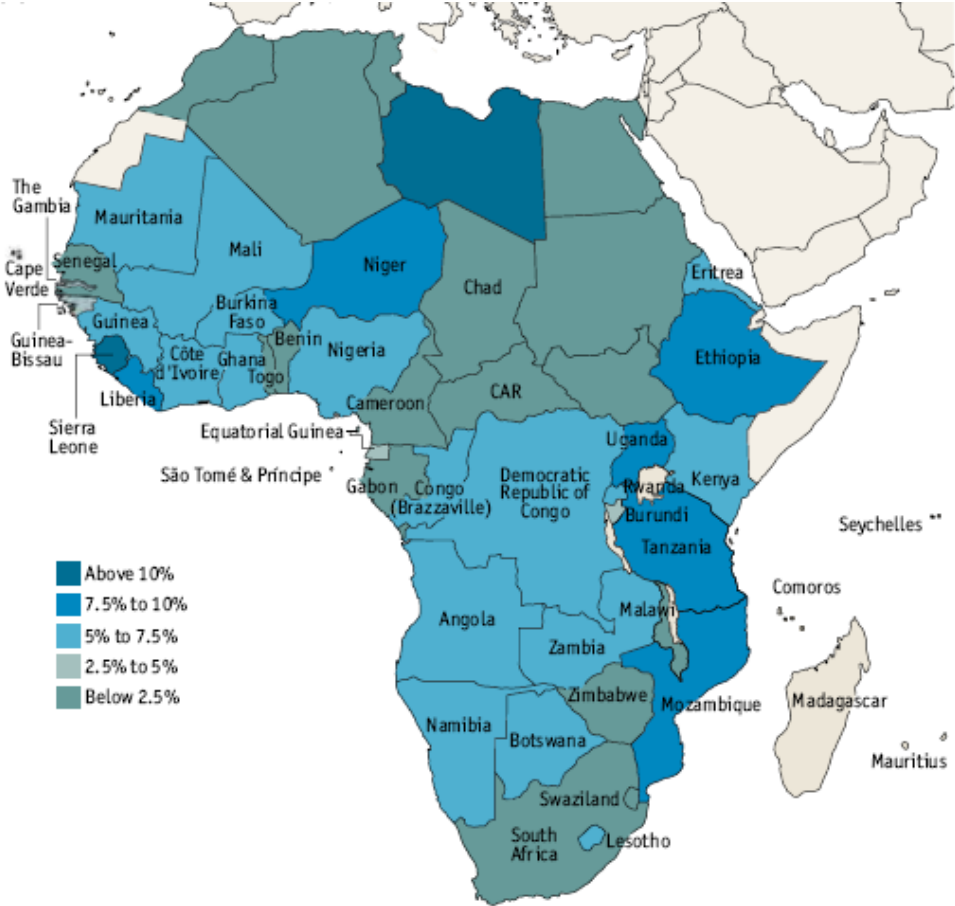 The
Gambia
Mauritania
Mali
Niger
Senegal
Cape
Verde
Chad
Eritrea
Burkina
Faso
Guinea
Guinea-
Bissau
Benin
Nigeria
Côte
d'Ivoire
Ghana
Togo
Ethiopia
CAR
Liberia
Cameroon
Sierra
Leone
Equatorial Guinea
Uganda
São Tomé & Príncipe
Gabon
Congo
(Brazzaville)
Democratic
Republic of
Congo
Rwanda
Kenya
Burundi
Seychelles
Tanzania
Above 10%
7.5% to 10%
5% to 7.5%
2.5% to 5%
Below 2.5%
Comoros
Angola
Malawi
Zambia
Zimbabwe
Mozambique
Madagascar
Namibia
Botswana
Mauritius
Swaziland
South
Africa
Lesotho